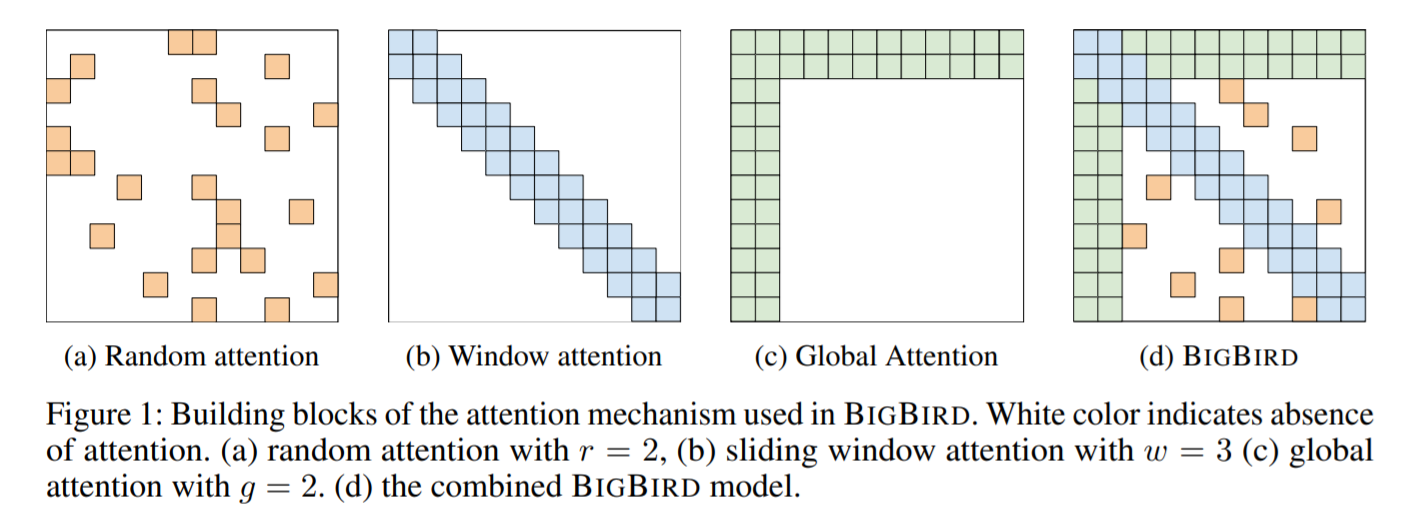 (a) Random attention (b) Window attention (c) Global Attention (d) BIGBIRD
Figure 1: Building blocks of the attention mechanism used in BIGBIRD. White color indicates absence
of attention. (a) random attention with r = 2, (b) sliding window attention with w = 3 (c) global
attention with g = 2. (d) the combined BIGBIRD model.